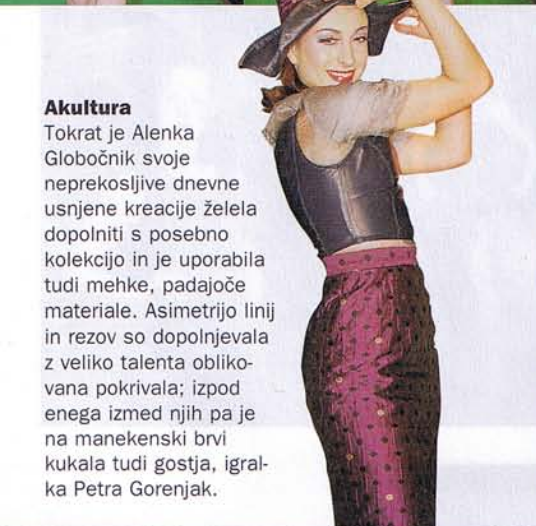 Akultura
Tokrat je Alenka
Globočnik svoje
neprekosljive dnevne
usnjene kreacije želela
dopolniti s posebno
kolekcijo in je uporabila
tudi mehke, padajoče
materiale. Asimetrijo linij
in rezov so dopolnjevala
z veliko talenta obliko-
vana pokrivala; izpod
enega izmed njih pa je
na manekenski brvi
kukala tudi gostja, igral-
ka Petra Gorenjak.